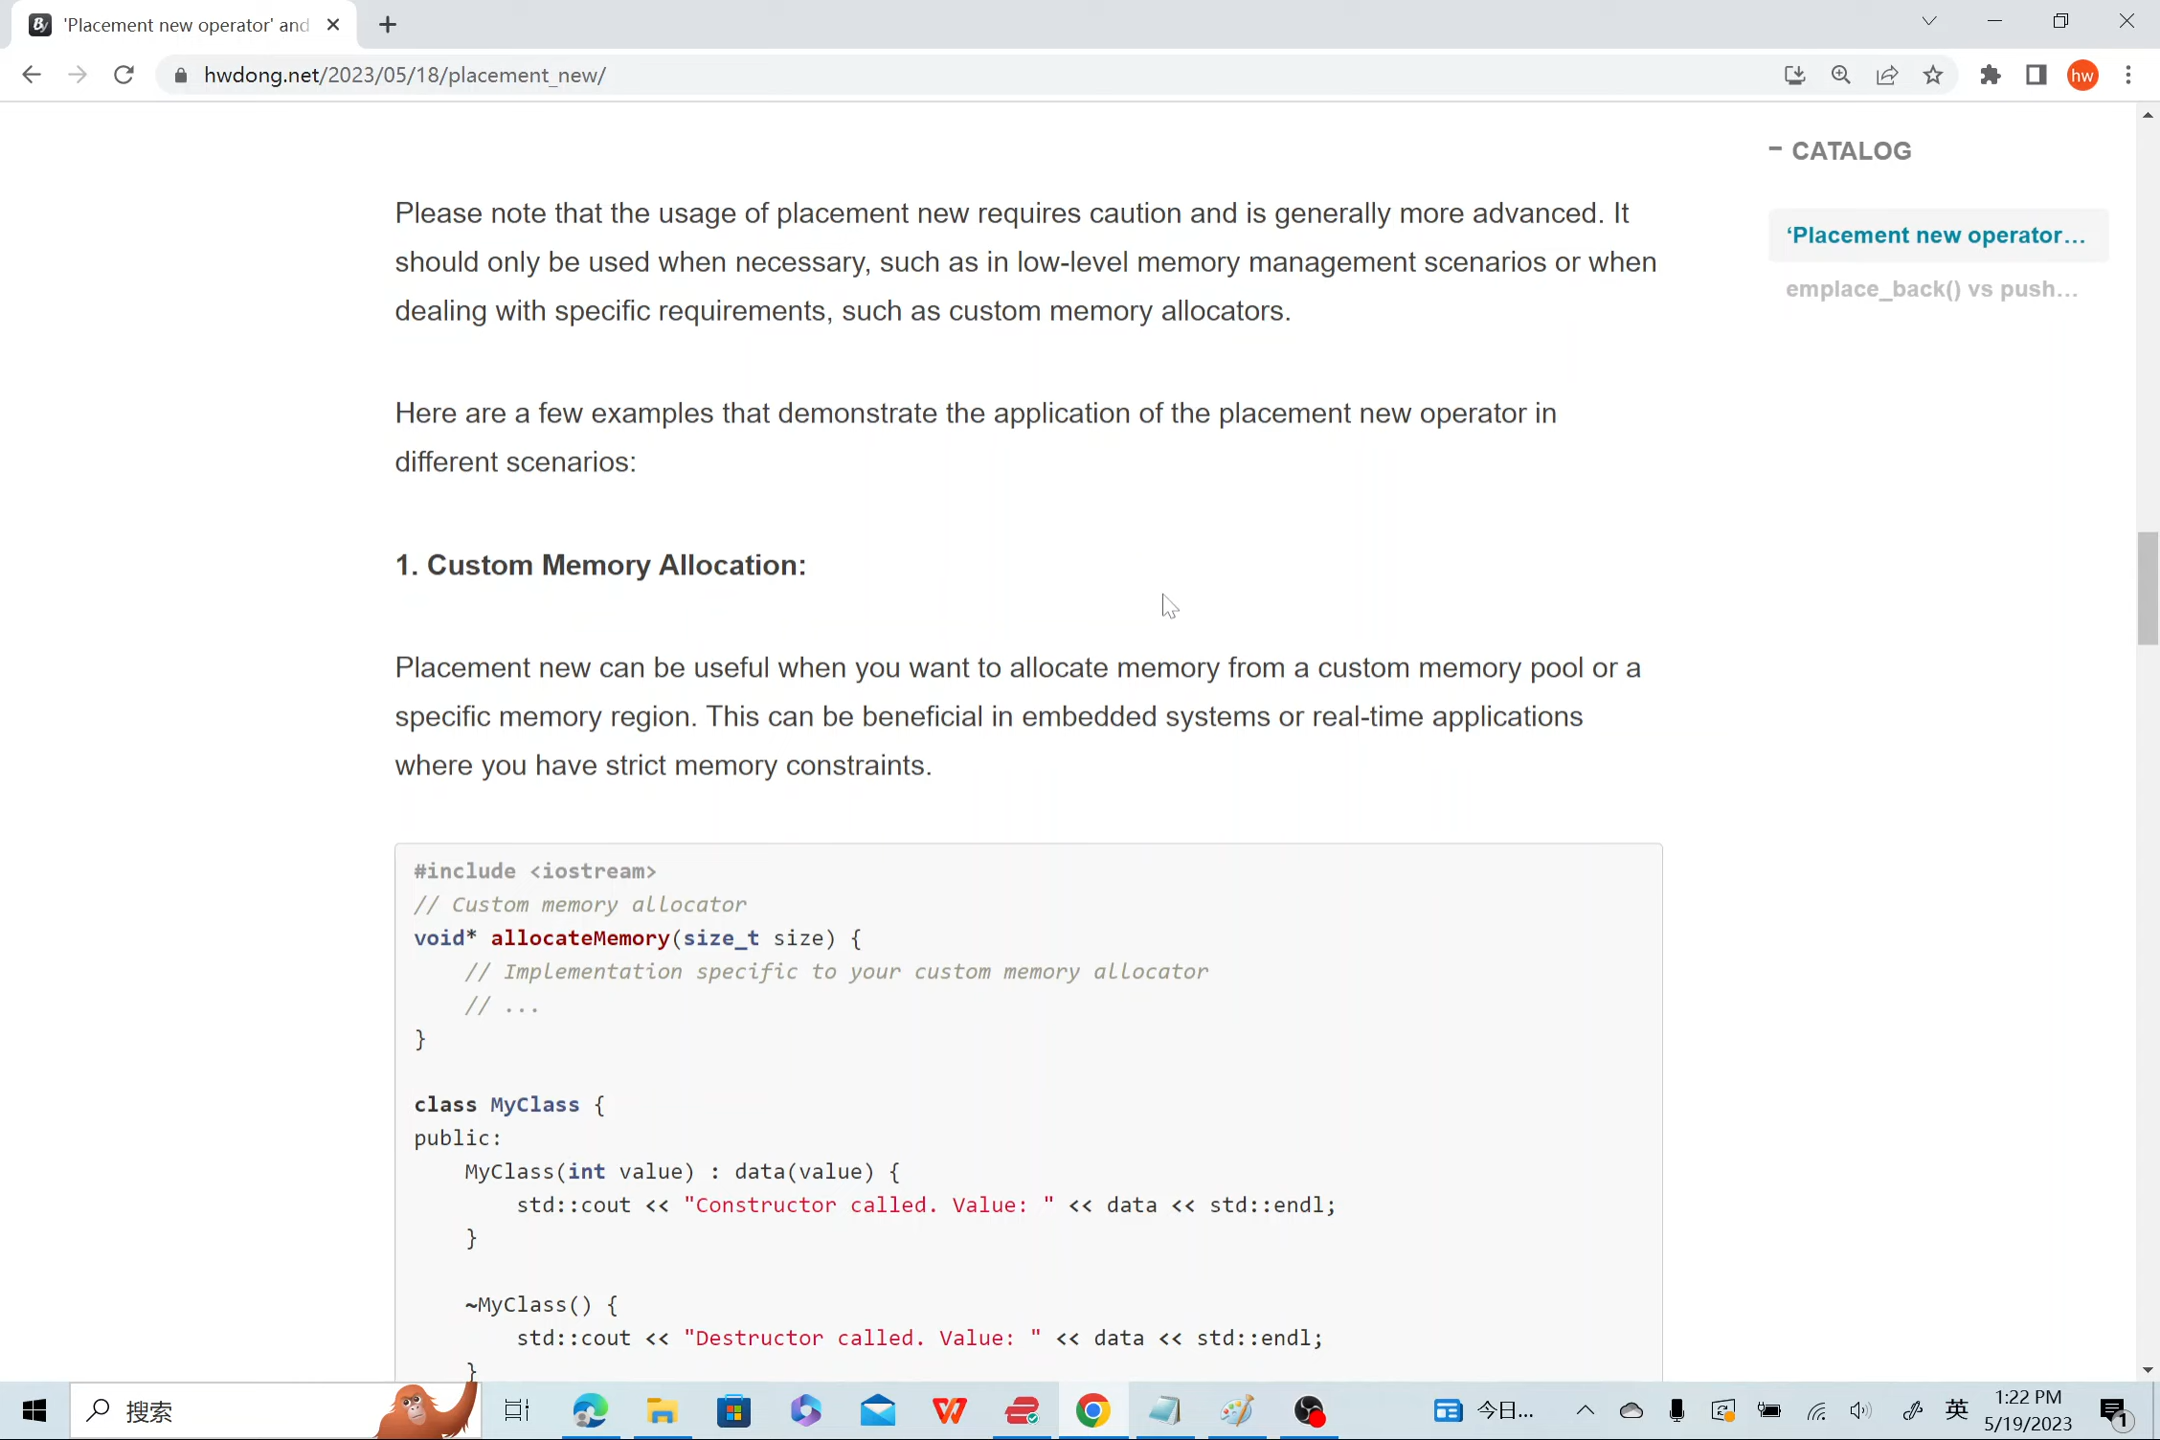 'Placement new operator' and
hwdong.net/2023/05/18/placement_new/
hw
Please note that the usage of placement new requires caution and is generally more advanced. It
should only be used when necessary, such as in low-level memory management scenarios or when
dealing with specific requirements, such as custom memory allocators.
Here are a few examples that demonstrate the application of the placement new operator in
different scenarios:
1. Custom Memory Allocation:
Placement new can be useful when you want to allocate memory from a custom memory pool or a
specific memory region. This can be beneficial in embedded systems or real-time applications
where you have strict memory constraints.
#include <iostream>
// Custom memory allocator
void* allocateMemory(size_t size) {
    // Implementation specific to your custom memory allocator
    // ...
}
class MyClass {
public:
    MyClass(int value) : data(value) {
        std::cout << "Constructor called. Value: " << data << std::endl;
    }
    ~MyClass() {
        std::cout << "Destructor called. Value: " << data << std::endl;
    }
− CATALOG
‘Placement new operator…
emplace_back() vs push…
搜索
今日...
英
1:22 PM
5/19/2023
1